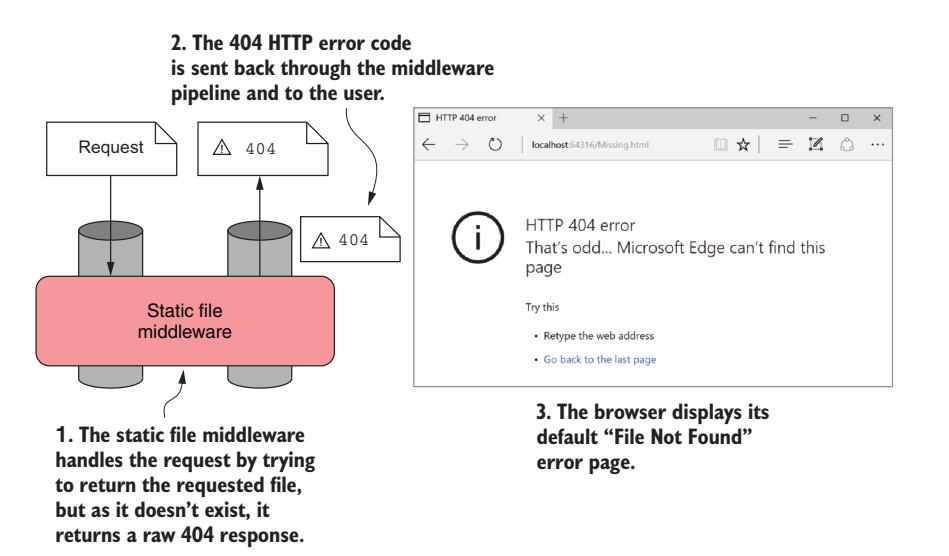 2. The 404 HTTP error code
is sent back through the middleware
pipeline and to the user.
Request
404
404
Static file
middleware
1. The static file middleware
handles the request by trying
to return the requested file,
but as it doesn’t exist, it
returns a raw 404 response.
HTTP 404 error
localhost:64316/Missing.html
HTTP 404 error
That's odd... Microsoft Edge can't find this
page
Try this
• Retype the web address
• Go back to the last page
3. The browser displays its
default “File Not Found”
error page.